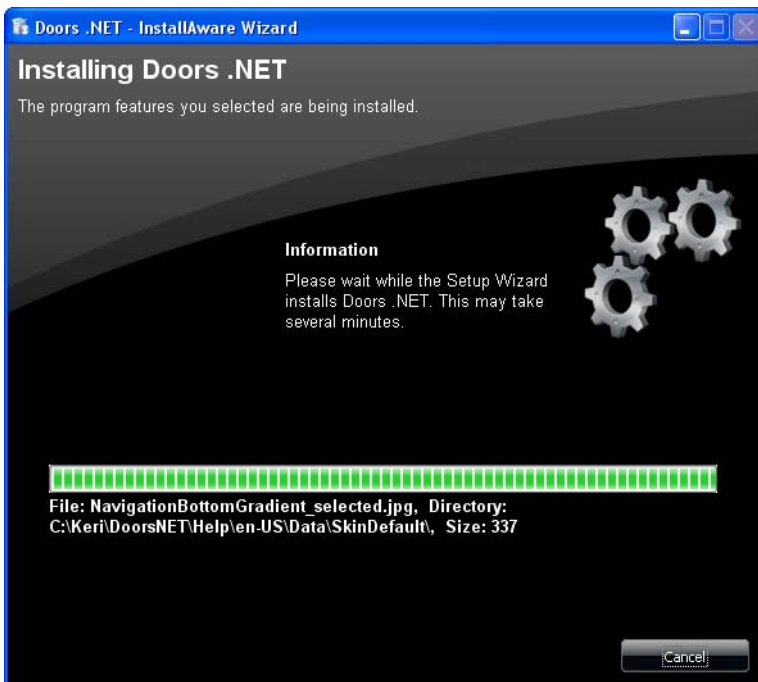 Doors .NET - InstallAware Wizard
Installing Doors .NET
The program features you selected are being installed.
Information
Please wait while the Setup Wizard
installs Doors .NET. This may take
several minutes.
File: NavigationBottomGradient_selected.jpg,  Directory:
C:\Keri\DoorsNET\Help\en-US\Data\SkinDefault\,  Size: 337
Cancel